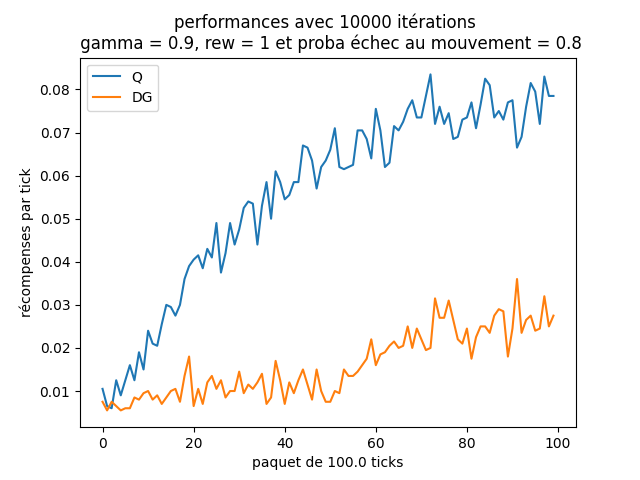 performances avec 10000 itérations
gamma = 0.9, rew = 1 et proba échec au mouvement = 0.8
Q
DG
0.08
0.07
0.06
0.05
0.04
0.03
0.02
0.01
récompenses par tick
0 20 40 60 80 100
paquet de 100.0 ticks